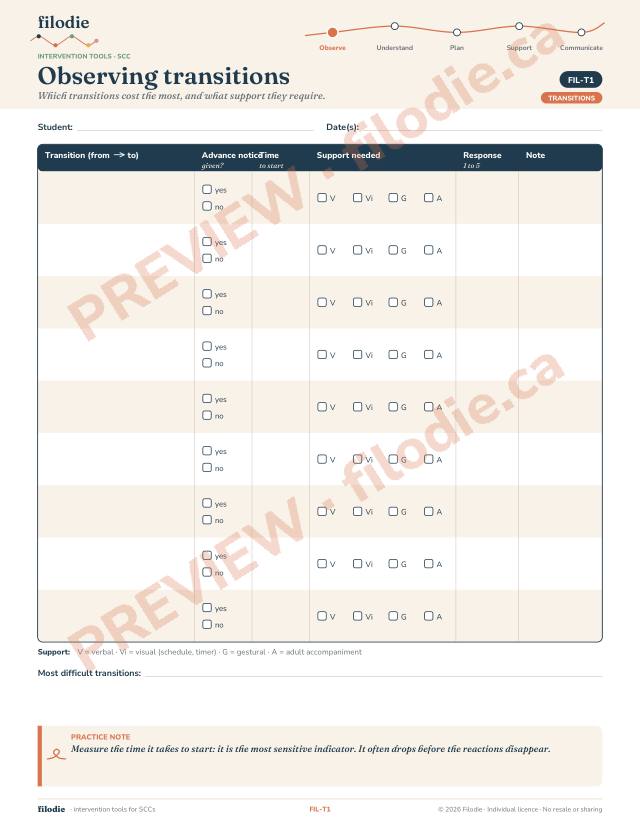 filodie
INTERVENTION TOOLS · SCC
Observe Understand Plan Support Communicate
Observing transitions
Which transitions cost the most, and what support they require.
FIL-T1
TRANSITIONS
Student: Date(s):
Transition (from → to) Advance notice Time Support needed Response Note
given? to start 1 to 5
yes
no
V Vi G A
yes
no
V Vi G A
yes
no
V Vi G A
yes
no
V Vi G A
yes
no
V Vi G A
yes
no
V Vi G A
yes
no
V Vi G A
yes
no
V Vi G A
yes
no
V Vi G A
PREVIEW · filodie.ca
PREVIEW · filodie.ca
Support: V = verbal · Vi = visual (schedule, timer) · G = gestural · A = adult accompaniment
Most difficult transitions:
PRACTICE NOTE
Measure the time it takes to start: it is the most sensitive indicator. It often drops before the reactions disappear.
filodie · intervention tools for SCCs FIL-T1 © 2026 Filodie · Individual licence · No resale or sharing